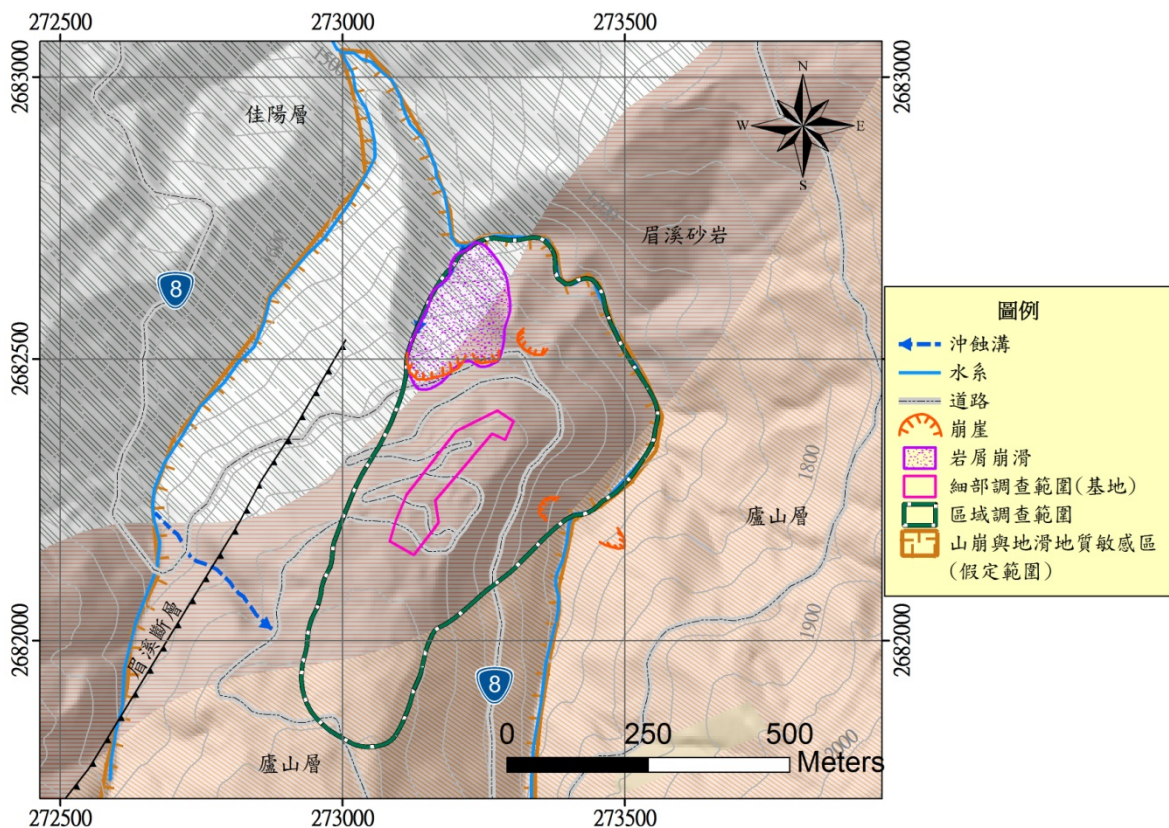 272500
273000
273500
2683000
2683000
1500
佳陽層
N
W
E
S
眉溪砂岩
8
圖例
沖蝕溝
水系
道路
崩崖
岩屑崩滑
細部調查範圍(基地)
區域調查範圍
山崩與地滑地質敏感區
(假定範圍)
2682500
2682500
1800
廬山層
眉溪斷層
2682000
2682000
1900
8
廬山層
0
250
500
Meters
2000
272500
273000
273500